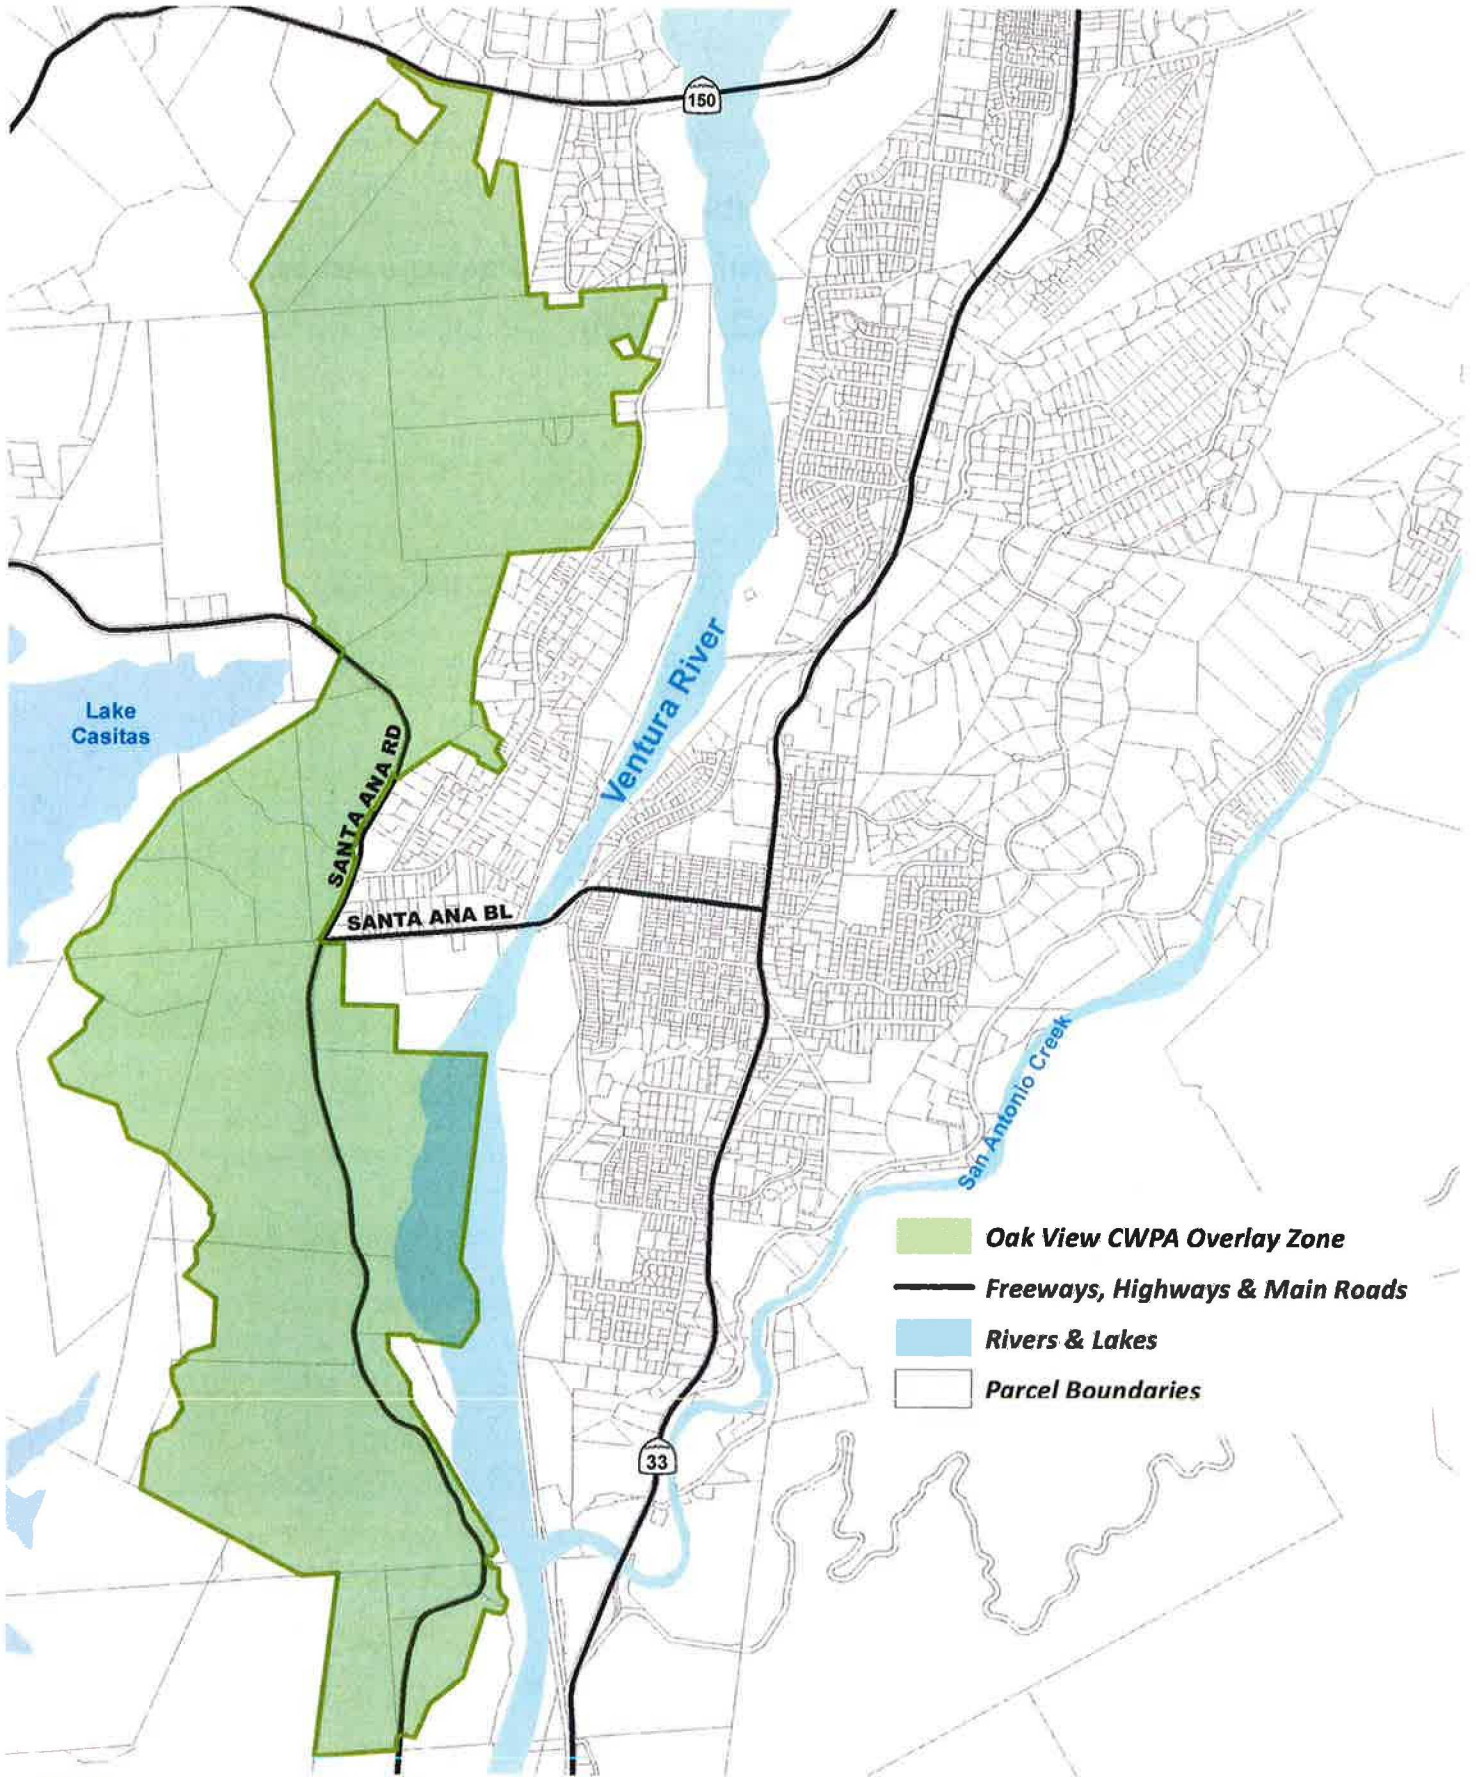 150
Ventura River
Lake
Casitas
SANTA ANA RD
SANTA ANA BL
San Antonio Creek
Oak View CWPA Overlay Zone
Freeways, Highways & Main Roads
Rivers & Lakes
Parcel Boundaries
33